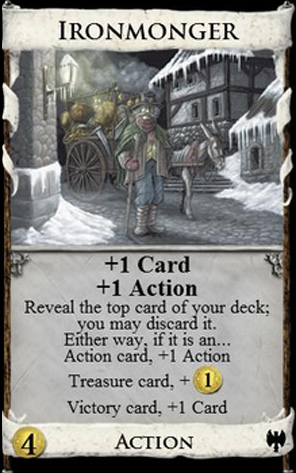 IRONMONGER
+1 Card
+1 Action
Reveal the top card of your deck;
you may discard it.
Either way, if it is an...
Action card, +1 Action
Treasure card, + 1
Victory card, +1 Card
4 ACTION